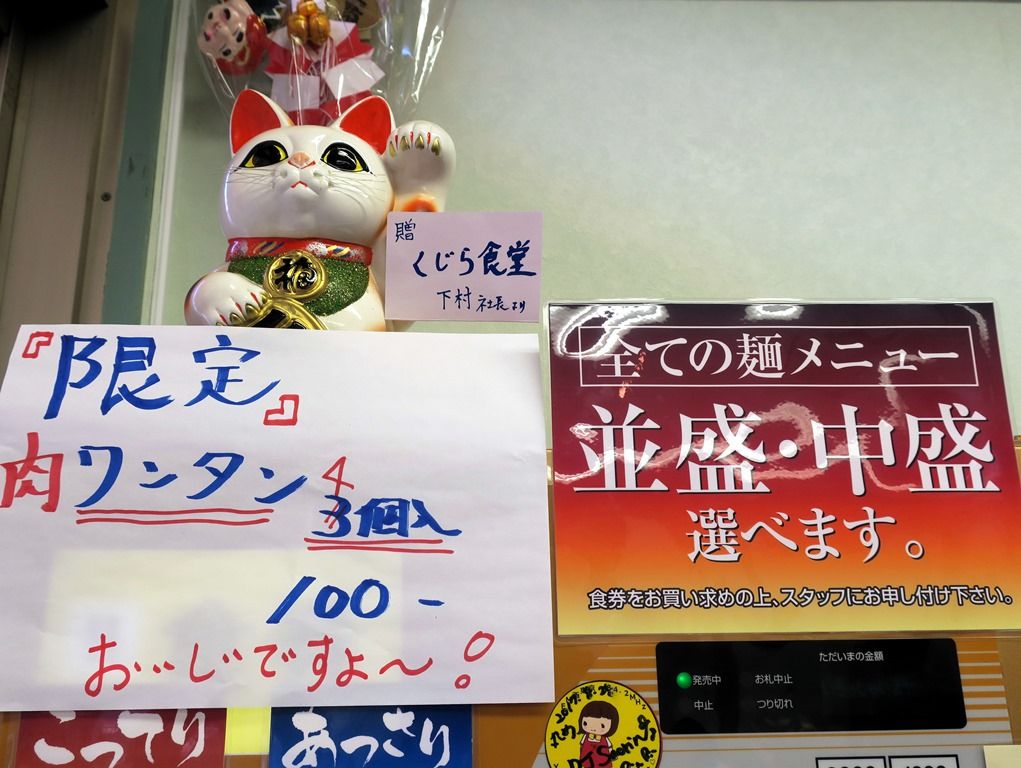 贈
くじら食堂
下村社長より
『限定』
肉ワンタン
4
3個入
100-
おいしいですよ〜!
こってり
あっさり
全ての麺メニュー
並盛・中盛
選べます。
食券をお買い求めの上、スタッフにお申し付け下さい。
ただいまの金額
発売中 お札中止
中止 つり切れ